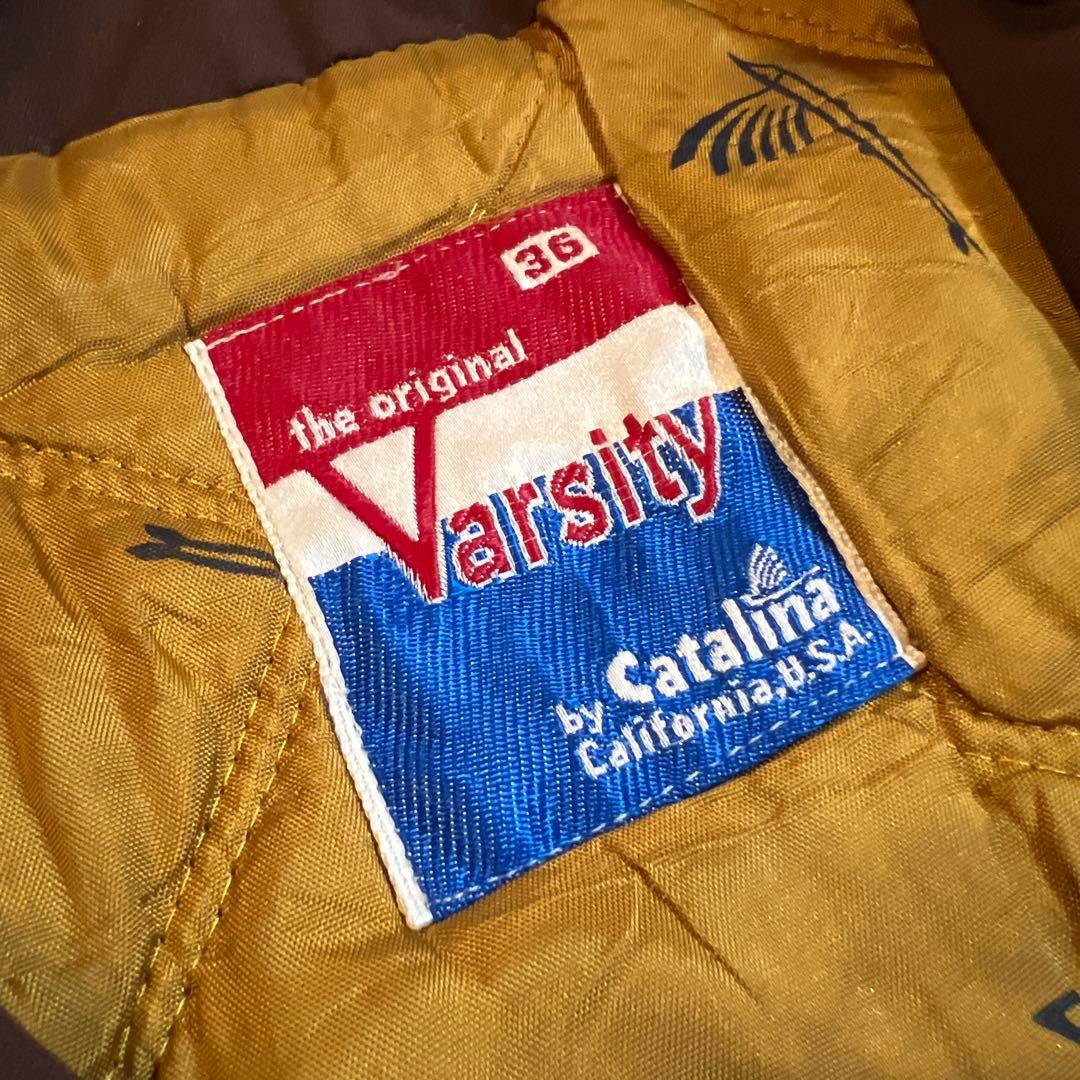 36
the original
Varsity
by Catalina
California, U.S.A.